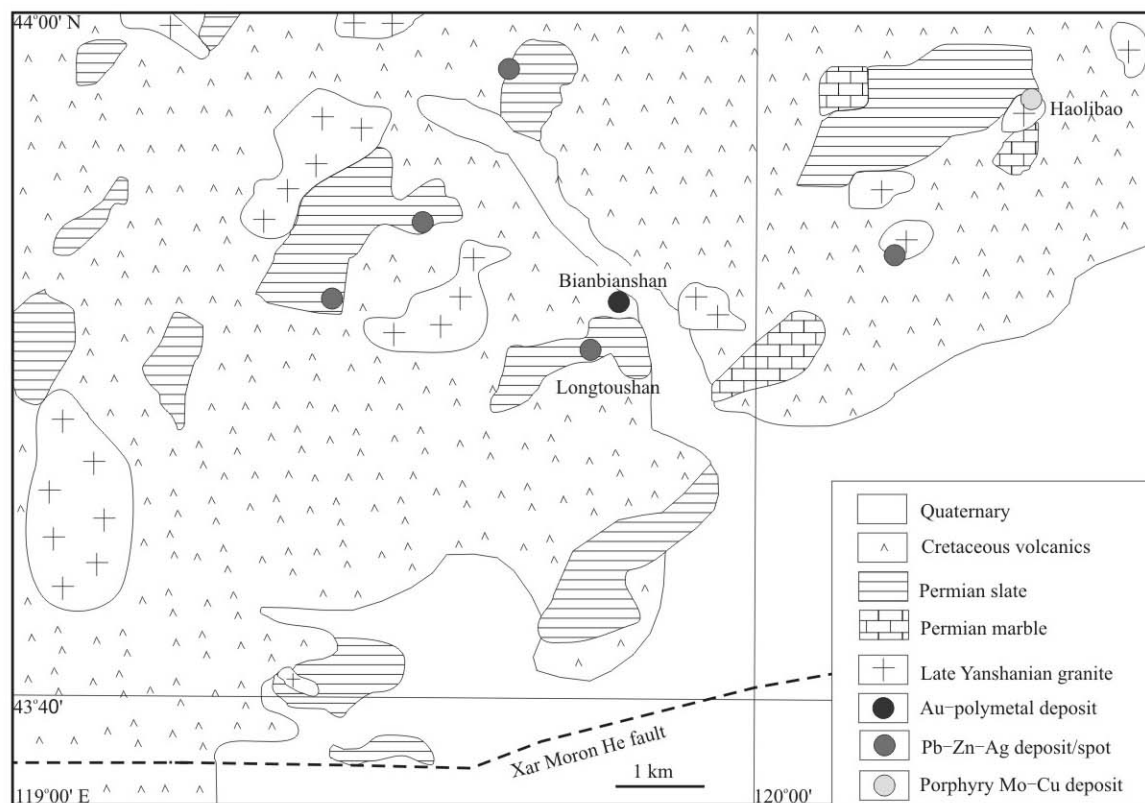 44°00' N
Haolibao
Bianbianshan
Longtoushan
Quaternary
Cretaceous volcanics
Permian slate
Permian marble
Late Yanshanian granite
43°40'
Au−polymetal deposit
Xar Moron He fault
Pb−Zn−Ag deposit/spot
1 km
Porphyry Mo−Cu deposit
119°00' E
120°00'